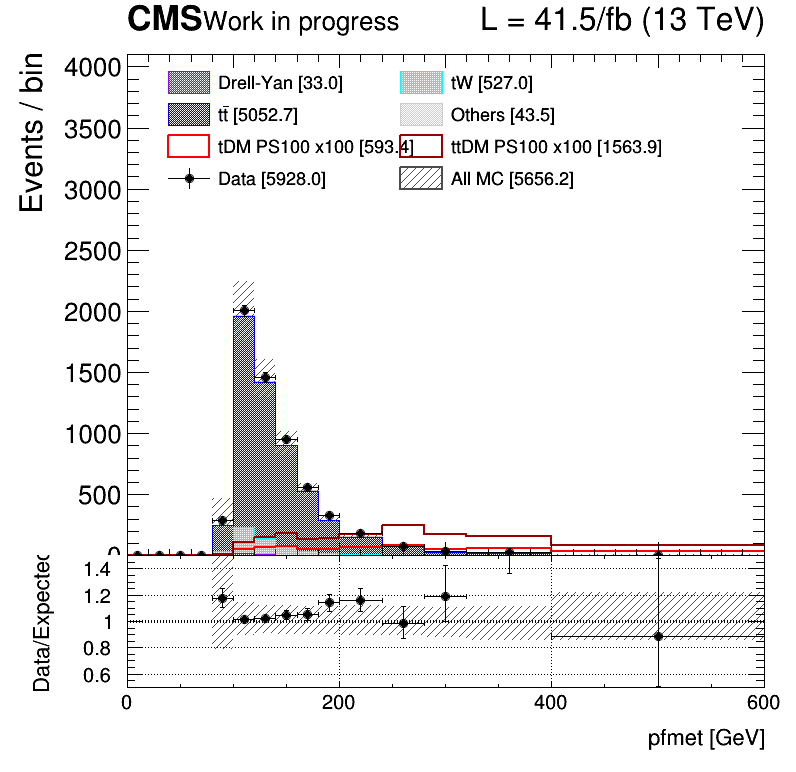 CMS Work in progress L = 41.5/fb (13 TeV)
Events / bin
4000
3500
3000
2500
2000
1500
1000
500
0
Drell-Yan [33.0] tW [527.0]
tt̄ [5052.7] Others [43.5]
tDM PS100 x100 [593.4] ttDM PS100 x100 [1563.9]
Data [5928.0] All MC [5656.2]
Data/Expected
1.4
1.2
1
0.8
0.6
0 200 400 600
pfmet [GeV]